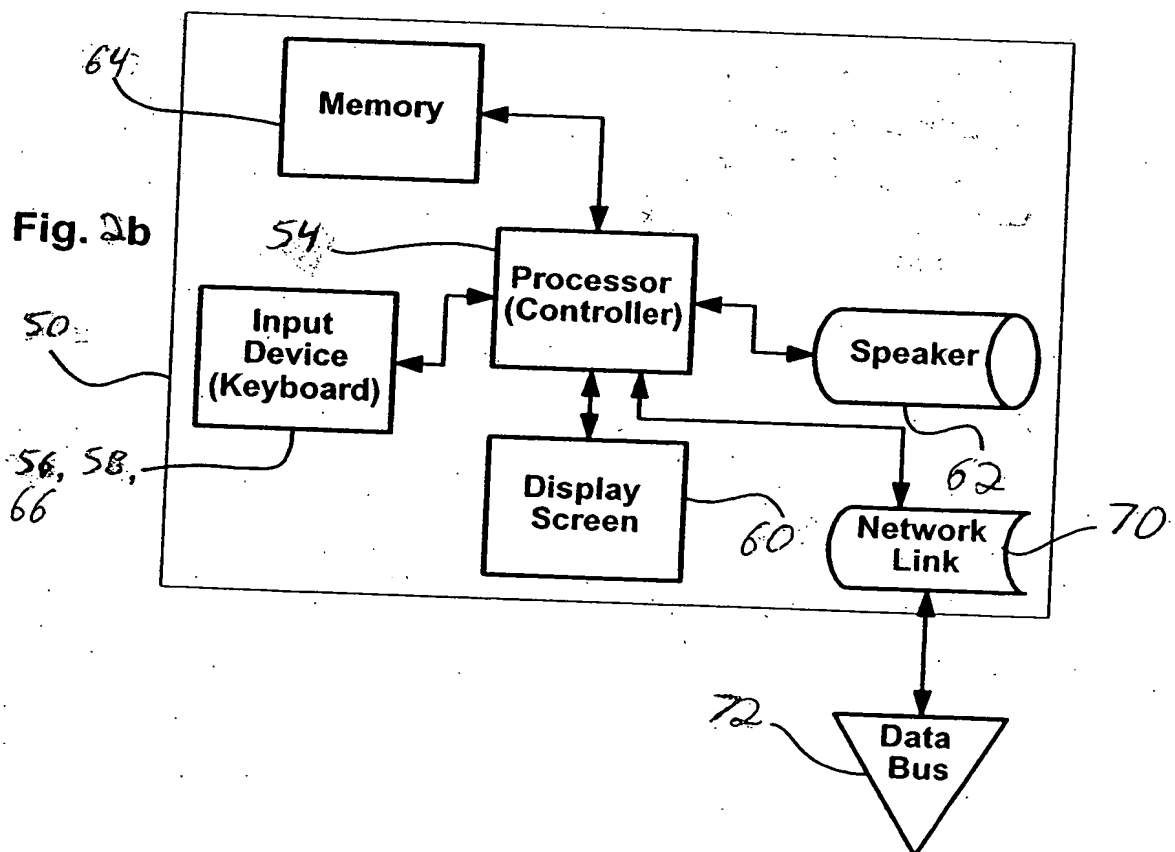 64
Memory
Fig. 2b
54
Processor
(Controller)
50
Input
Device
(Keyboard)
Speaker
56, 58,
66
Display
Screen
60
62
Network
Link
70
72
Data
Bus